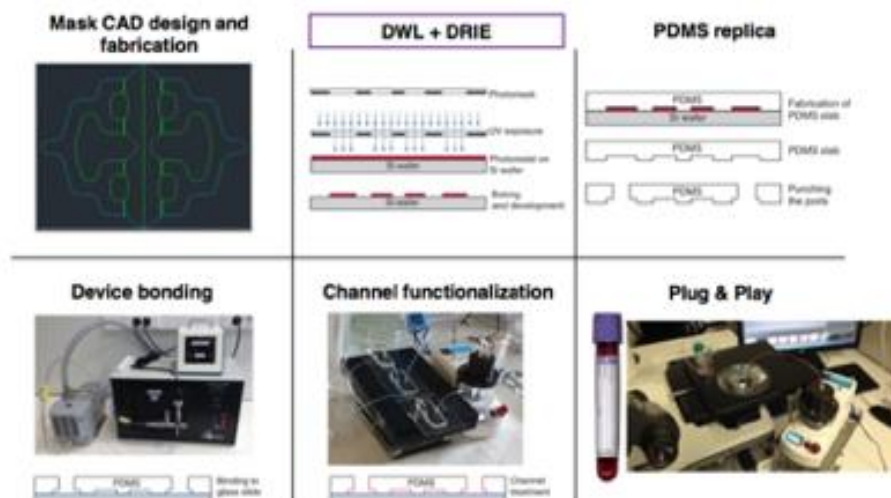 Mask CAD design and
fabrication
DWL + DRIE
PDMS replica
Photomask
UV exposure
Photoresist on
Si wafer
Si wafer
Baking
and development
Si wafer
PDMS
Si wafer
Fabrication of
PDMS slab
PDMS
PDMS slab
PDMS
Punching
the ports
Device bonding
Channel functionalization
Plug & Play
PDMS
Bonding to
glass slide
PDMS
Channel
treatment